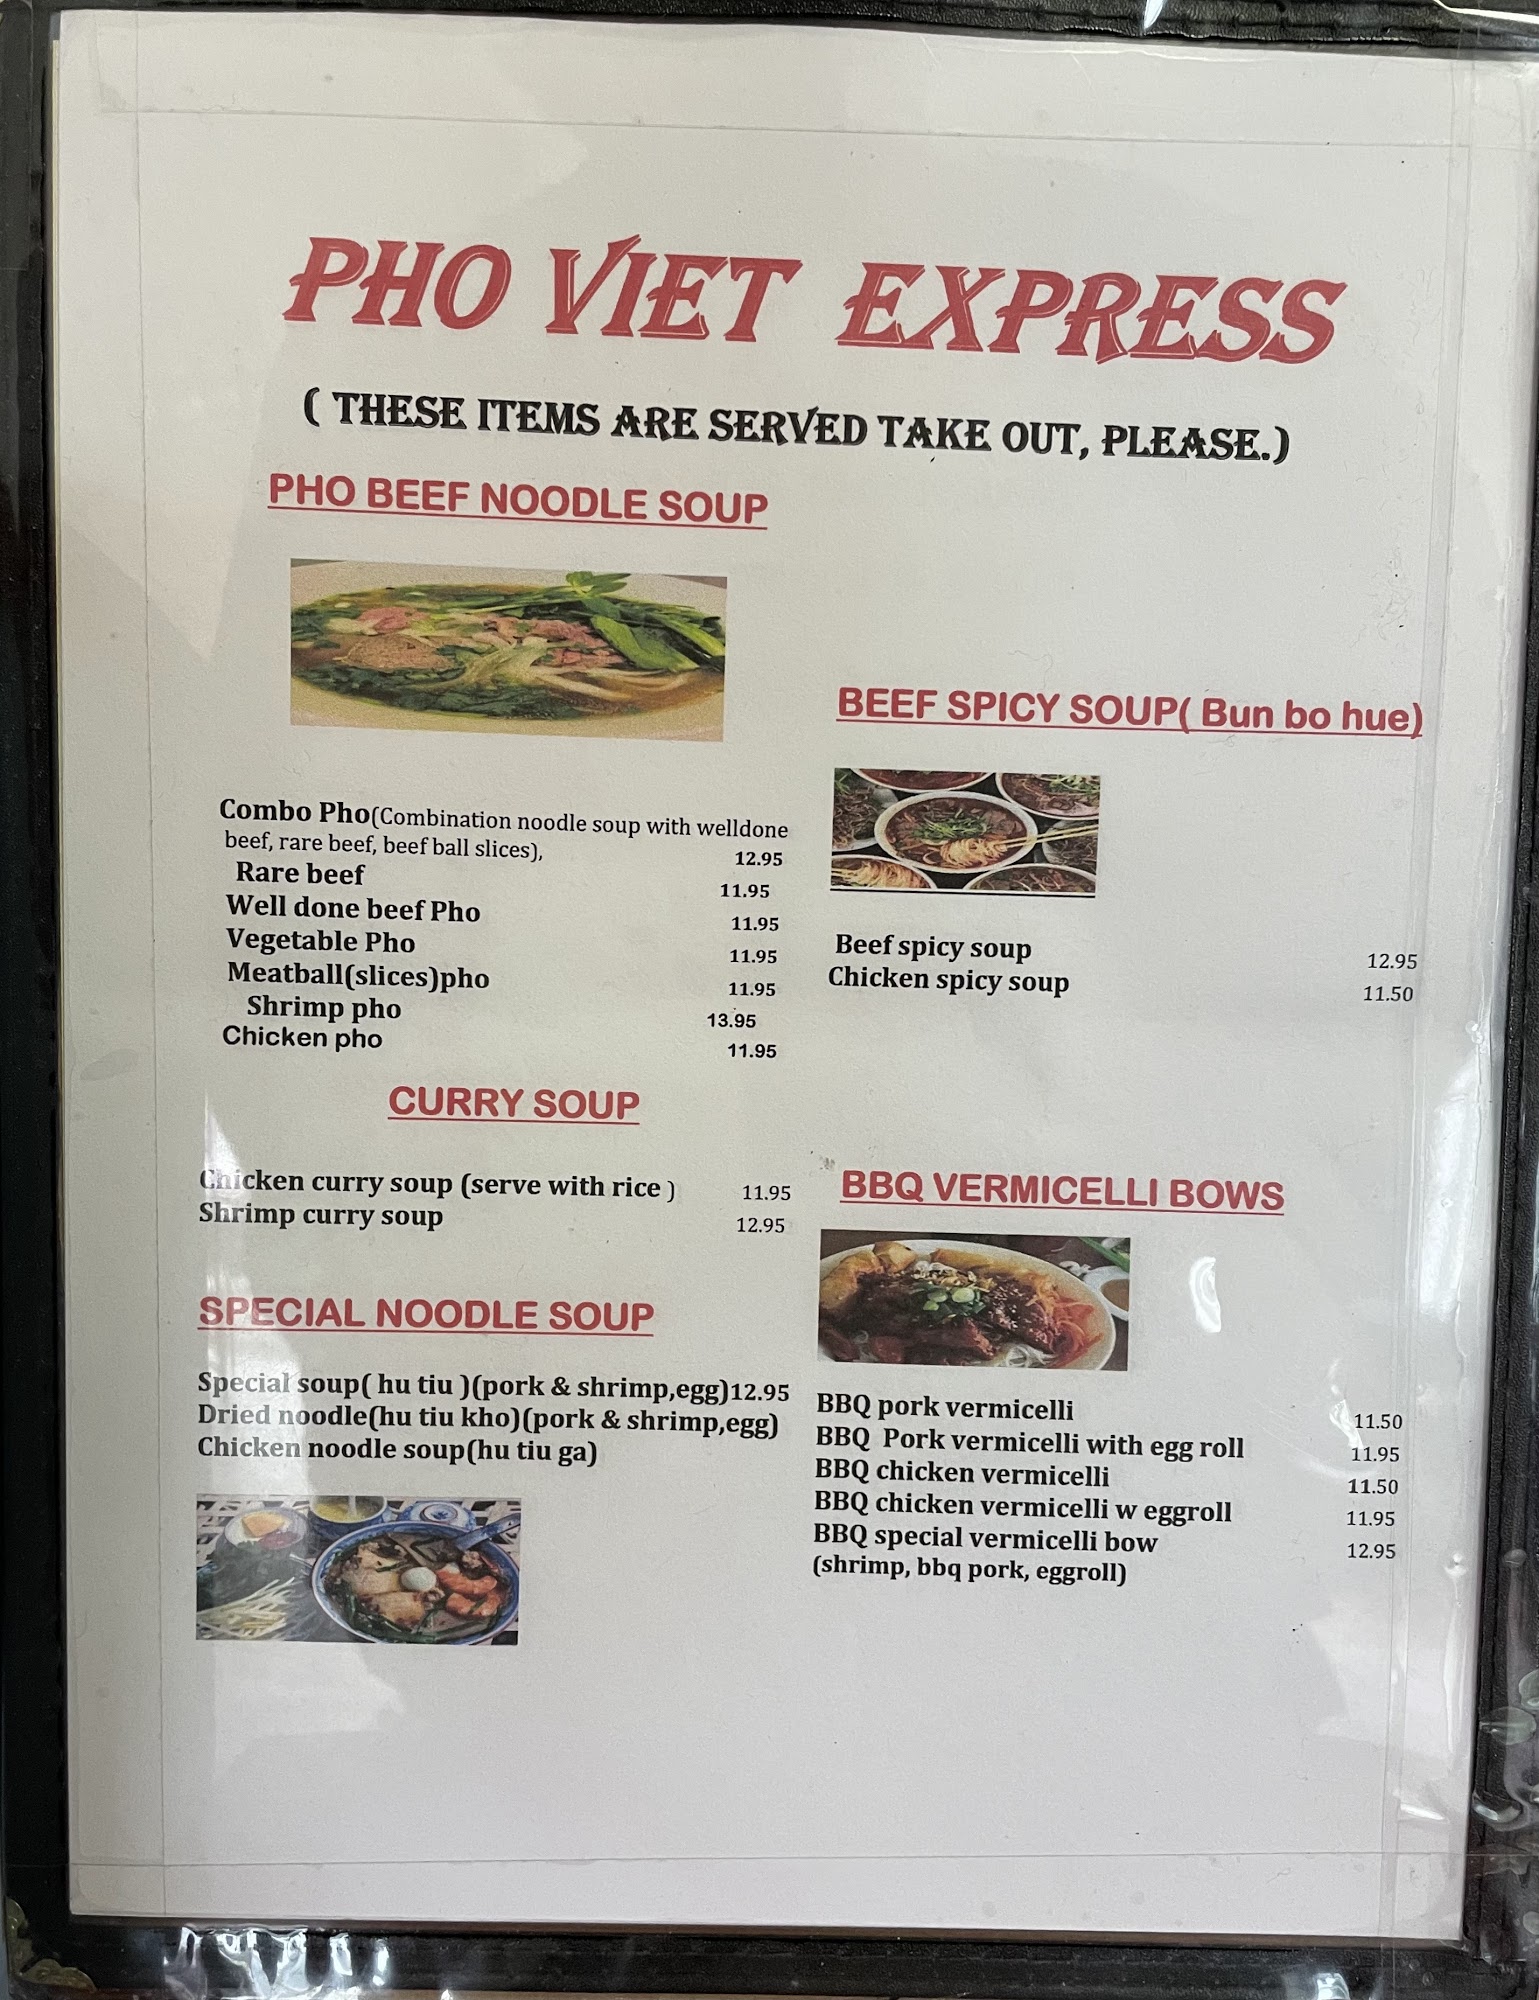 PHO VIET EXPRESS
( THESE ITEMS ARE SERVED TAKE OUT, PLEASE.)
PHO BEEF NOODLE SOUP
Combo Pho(Combination noodle soup with welldone
beef, rare beef, beef ball slices), 12.95
Rare beef 11.95
Well done beef Pho 11.95
Vegetable Pho 11.95
Meatball(slices)pho 11.95
Shrimp pho 13.95
Chicken pho 11.95
CURRY SOUP
Chicken curry soup (serve with rice ) 11.95
Shrimp curry soup 12.95
SPECIAL NOODLE SOUP
Special soup( hu tiu )(pork & shrimp,egg)12.95
Dried noodle(hu tiu kho)(pork & shrimp,egg)
Chicken noodle soup(hu tiu ga)
BEEF SPICY SOUP( Bun bo hue)
Beef spicy soup 12.95
Chicken spicy soup 11.50
BBQ VERMICELLI BOWS
BBQ pork vermicelli 11.50
BBQ Pork vermicelli with egg roll 11.95
BBQ chicken vermicelli 11.50
BBQ chicken vermicelli w eggroll 11.95
BBQ special vermicelli bow 12.95
(shrimp, bbq pork, eggroll)